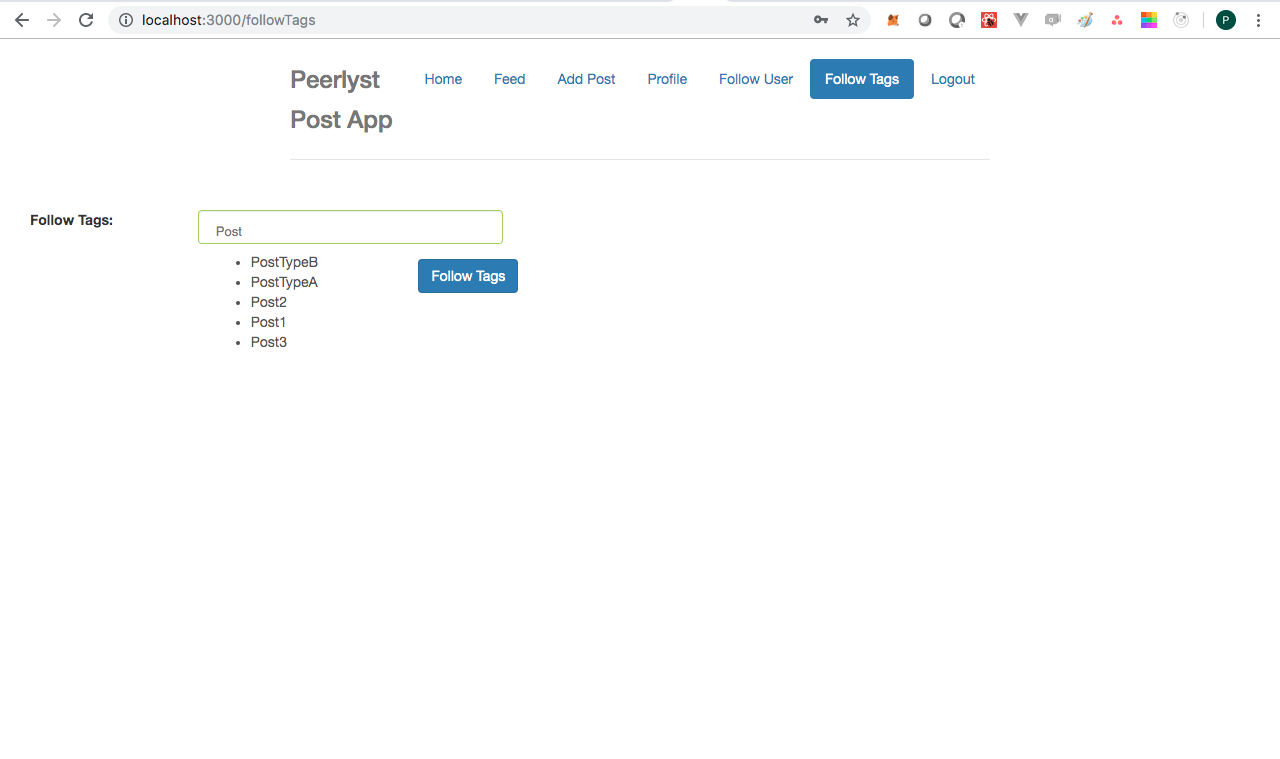 localhost:3000/followTags
P
Peerlyst Post App
Home Feed Add Post Profile Follow User Follow Tags Logout
Follow Tags:
Post
PostTypeB
PostTypeA
Post2
Post1
Post3
Follow Tags